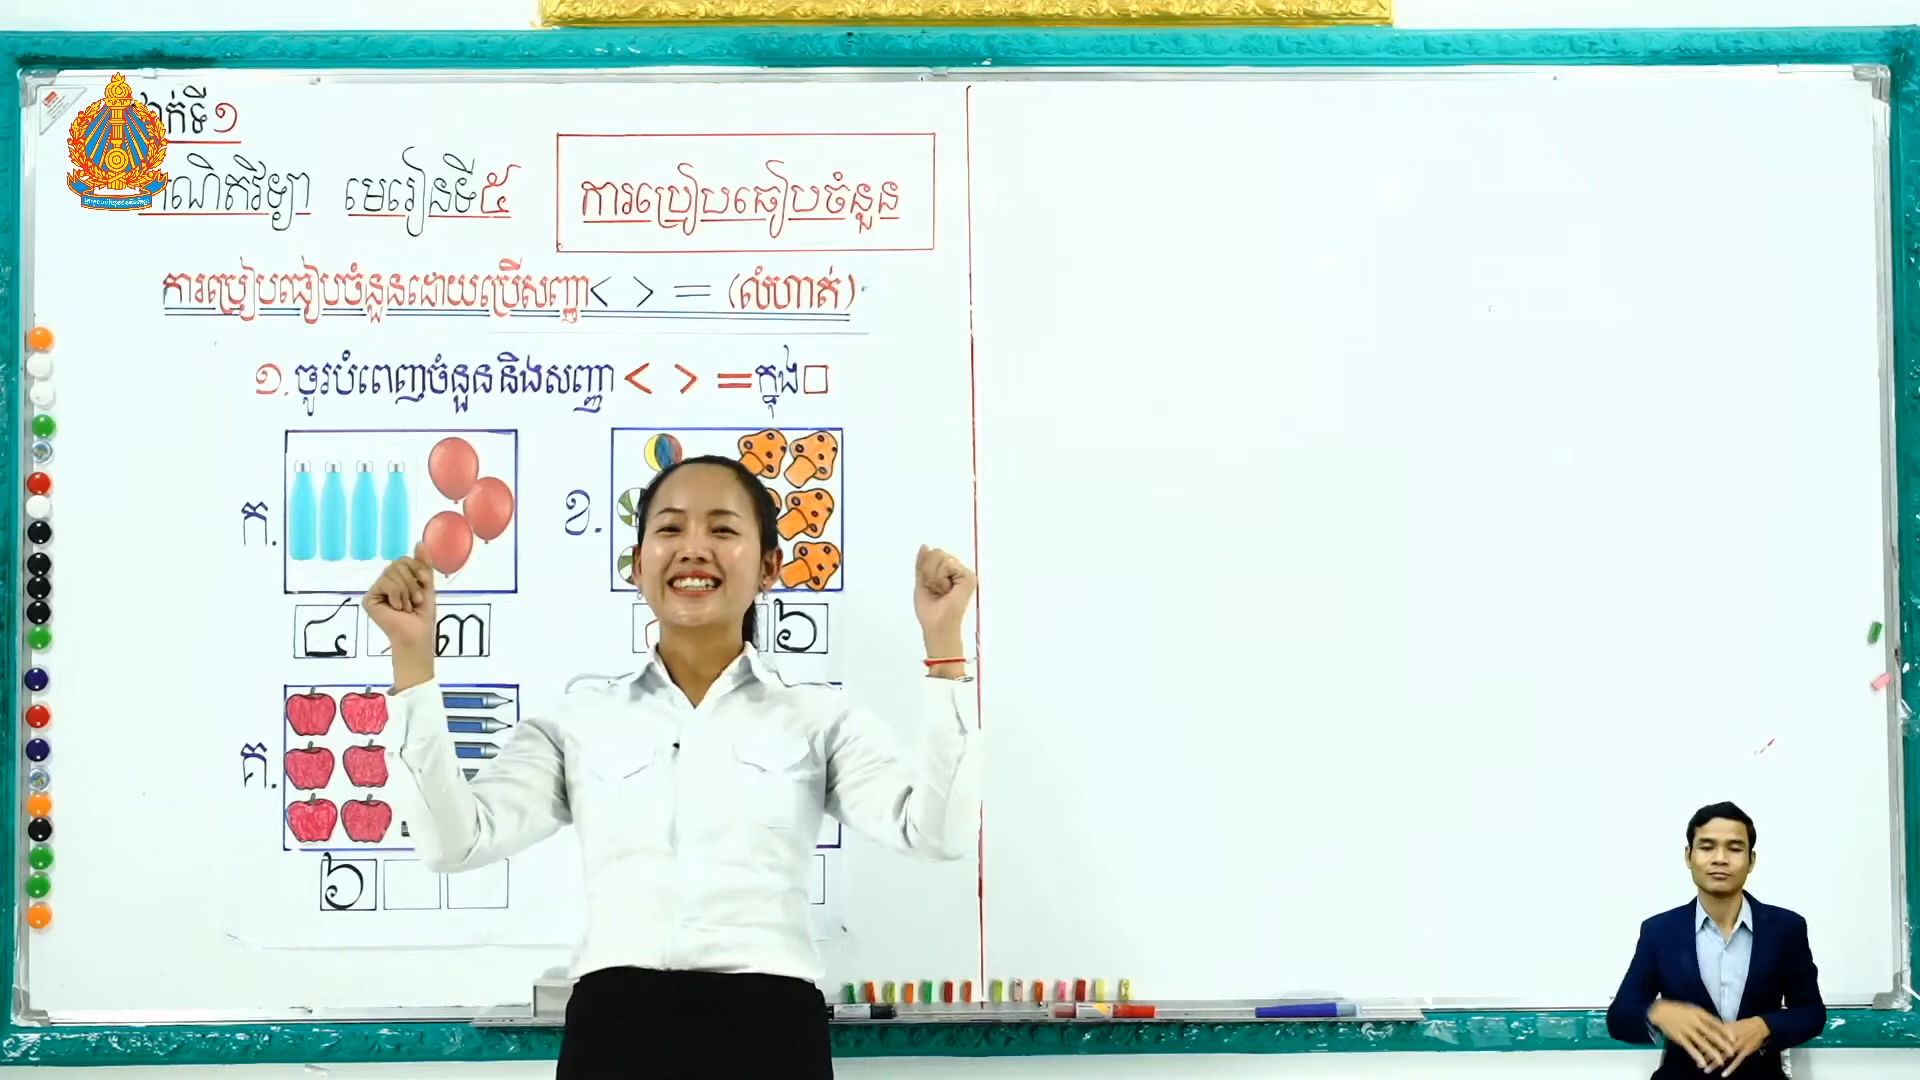 ទី១
គណិតវិទ្យា មេរៀនទី៥
ការប្រៀបធៀបចំនួន
ការប្រៀបធៀបចំនួនដោយប្រើសញ្ញា< > = (លំហាត់)
១. ចូរបំពេញចំនួននិងសញ្ញា < > = ក្នុង□
ក.
ខ.
៤ ៣
៦
គ.
៦